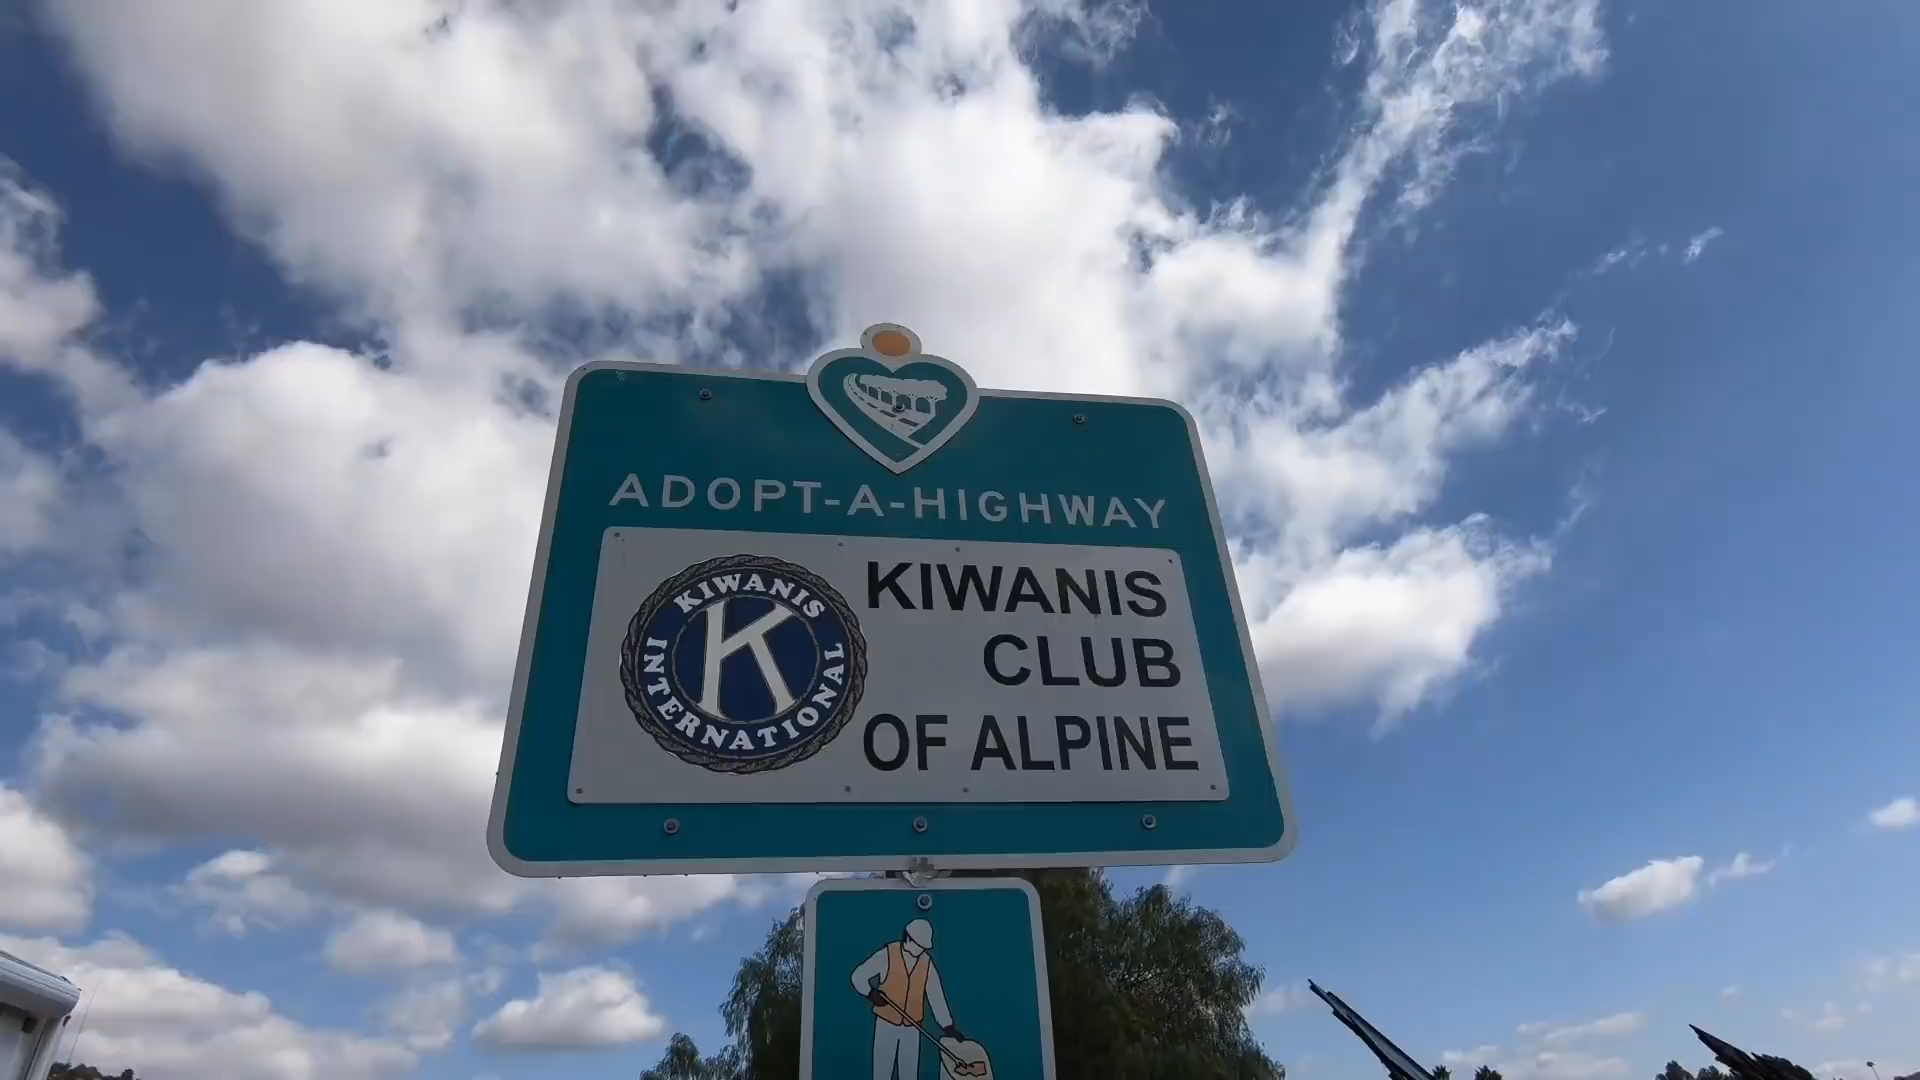 ADOPT-A-HIGHWAY
KIWANIS
INTERNATIONAL
K
KIWANIS
CLUB
OF ALPINE